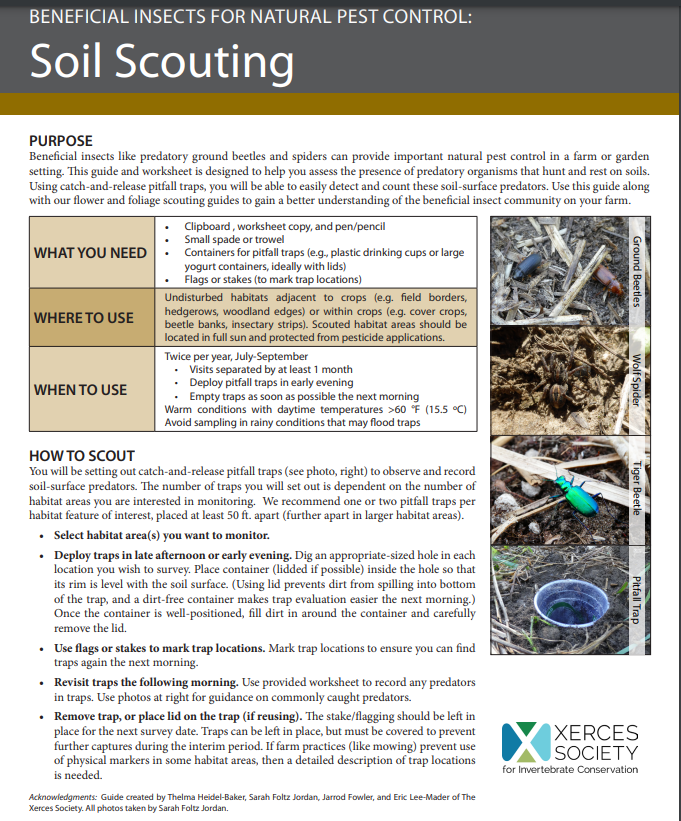 BENEFICIAL INSECTS FOR NATURAL PEST CONTROL:
Soil Scouting
PURPOSE
Beneficial insects like predatory ground beetles and spiders can provide important natural pest control in a farm or garden
setting. This guide and worksheet is designed to help you assess the presence of predatory organisms that hunt and rest on soils.
Using catch-and-release pitfall traps, you will be able to easily detect and count these soil-surface predators. Use this guide along
with our flower and foliage scouting guides to gain a better understanding of the beneficial insect community on your farm.
WHAT YOU NEED
• Clipboard , worksheet copy, and pen/pencil
• Small spade or trowel
• Containers for pitfall traps (e.g., plastic drinking cups or large
yogurt containers, ideally with lids)
• Flags or stakes (to mark trap locations)
WHERE TO USE
Undisturbed habitats adjacent to crops (e.g. field borders,
hedgerows, woodland edges) or within crops (e.g. cover crops,
beetle banks, insectary strips). Scouted habitat areas should be
located in full sun and protected from pesticide applications.
WHEN TO USE
Twice per year, July-September
• Visits separated by at least 1 month
• Deploy pitfall traps in early evening
• Empty traps as soon as possible the next morning
Warm conditions with daytime temperatures >60 °F (15.5 ºC)
Avoid sampling in rainy conditions that may flood traps
Ground Beetles
Wolf Spider
Tiger Beetle
Pitfall Trap
HOW TO SCOUT
You will be setting out catch-and-release pitfall traps (see photo, right) to observe and record
soil-surface predators. The number of traps you will set out is dependent on the number of
habitat areas you are interested in monitoring. We recommend one or two pitfall traps per
habitat feature of interest, placed at least 50 ft. apart (further apart in larger habitat areas).
• Select habitat area(s) you want to monitor.
• Deploy traps in late afternoon or early evening. Dig an appropriate-sized hole in each
location you wish to survey. Place container (lidded if possible) inside the hole so that
its rim is level with the soil surface. (Using lid prevents dirt from spilling into bottom
of the trap, and a dirt-free container makes trap evaluation easier the next morning.)
Once the container is well-positioned, fill dirt in around the container and carefully
remove the lid.
• Use flags or stakes to mark trap locations. Mark trap locations to ensure you can find
traps again the next morning.
• Revisit traps the following morning. Use provided worksheet to record any predators
in traps. Use photos at right for guidance on commonly caught predators.
• Remove trap, or place lid on the trap (if reusing). The stake/flagging should be left in
place for the next survey date. Traps can be left in place, but must be covered to prevent
further captures during the interim period. If farm practices (like mowing) prevent use
of physical markers in some habitat areas, then a detailed description of trap locations
is needed.
XERCES
SOCIETY
for Invertebrate Conservation
Acknowledgments: Guide created by Thelma Heidel-Baker, Sarah Foltz Jordan, Jarrod Fowler, and Eric Lee-Mader of The
Xerces Society. All photos taken by Sarah Foltz Jordan.